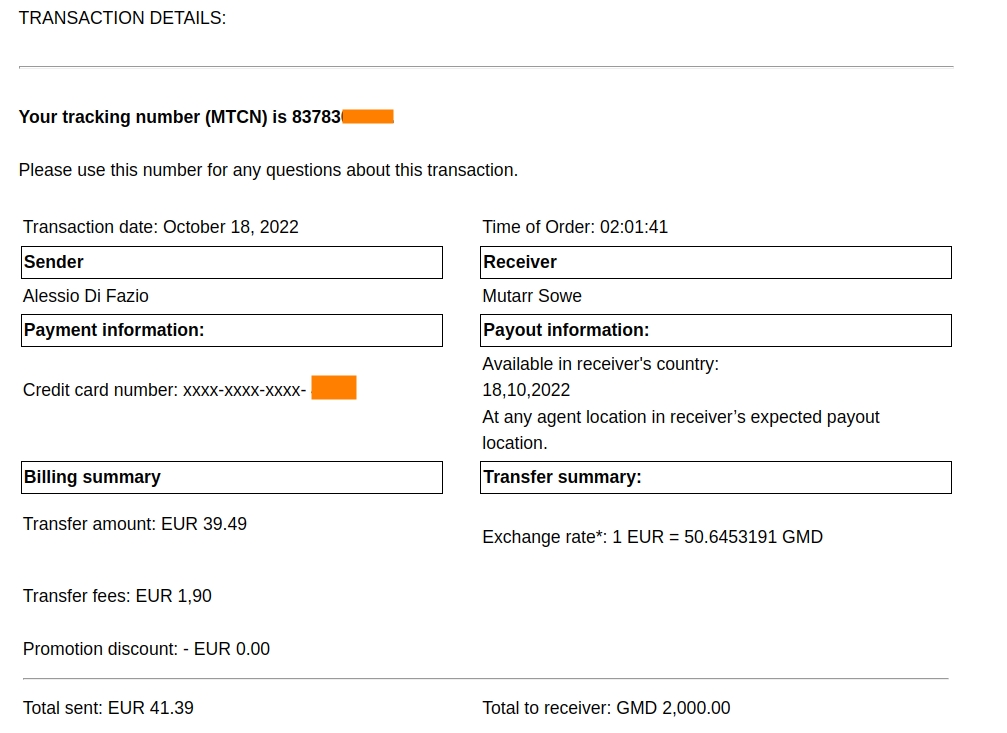 TRANSACTION DETAILS:
Your tracking number (MTCN) is 83783
Please use this number for any questions about this transaction.
Transaction date: October 18, 2022
Time of Order: 02:01:41
Sender
Receiver
Alessio Di Fazio
Mutarr Sowe
Payment information:
Payout information:
Available in receiver's country:
Credit card number: xxxx-xxxx-xxxx-
18,10,2022
At any agent location in receiver’s expected payout
location.
Billing summary
Transfer summary:
Transfer amount: EUR 39.49
Exchange rate*: 1 EUR = 50.6453191 GMD
Transfer fees: EUR 1,90
Promotion discount: - EUR 0.00
Total sent: EUR 41.39
Total to receiver: GMD 2,000.00